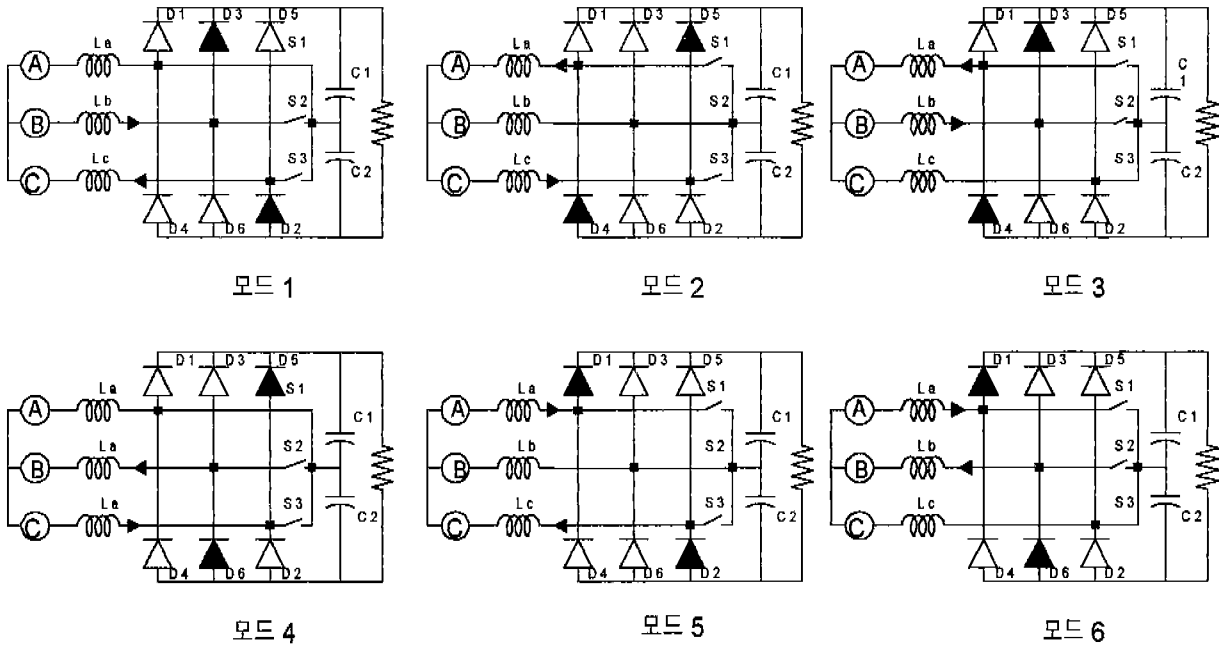 D1 D3 D5
La S1
A C1
Lb S2
B
Lc S3
C C2
D4 D6 D2
모드 1
D1 D3 D5
La S1
A C1
Lb S2
B
Lc S3
C C2
D4 D6 D2
모드 2
D1 D3 D5
La S1
A C1
Lb S2
B
Lc S3
C C2
D4 D6 D2
모드 3
D1 D3 D5
La S1
A C1
La S2
B
La S3
C C2
D4 D6 D2
모드 4
D1 D3 D5
La S1
A C1
Lb S2
B
Lc S3
C C2
D4 D6 D2
모드 5
D1 D3 D5
La S1
A C1
Lb S2
B
Lc S3
C C2
D4 D6 D2
모드 6